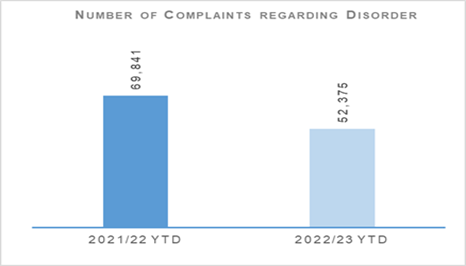 Number of Complaints regarding Disorder
69,841
52,375
2021/22 YTD
2022/23 YTD